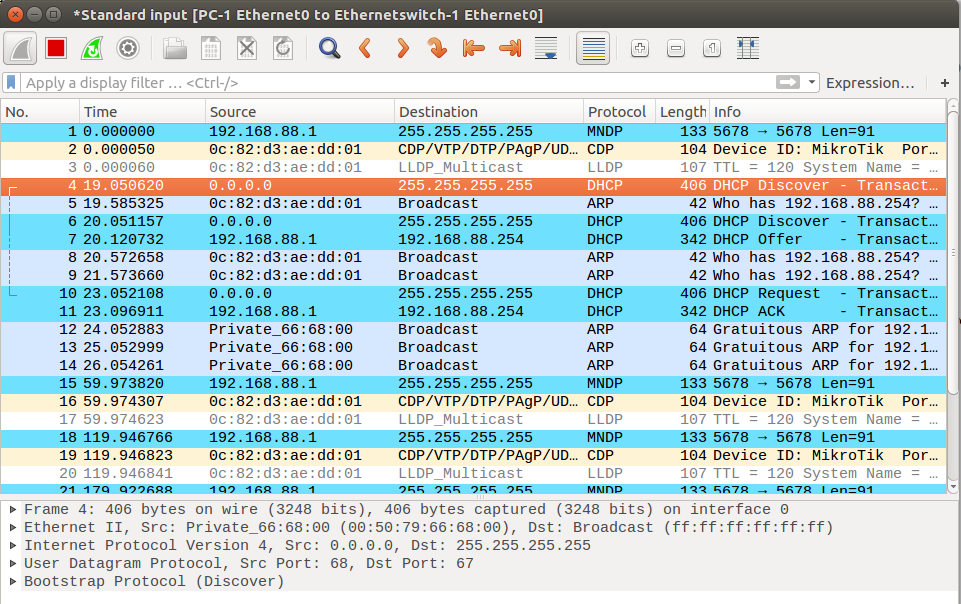 *Standard input [PC-1 Ethernet0 to Ethernetswitch-1 Ethernet0]
Apply a display filter … <Ctrl-/> Expression… +
No. Time Source Destination Protocol Length Info
1 0.000000 192.168.88.1 255.255.255.255 MNDP 133 5678 → 5678 Len=91
2 0.000050 0c:82:d3:ae:dd:01 CDP/VTP/DTP/PAgP/UD… CDP 104 Device ID: MikroTik Por…
3 0.000060 0c:82:d3:ae:dd:01 LLDP_Multicast LLDP 107 TTL = 120 System Name = …
4 19.050620 0.0.0.0 255.255.255.255 DHCP 406 DHCP Discover - Transact…
5 19.585325 0c:82:d3:ae:dd:01 Broadcast ARP 42 Who has 192.168.88.254? …
6 20.051157 0.0.0.0 255.255.255.255 DHCP 406 DHCP Discover - Transact…
7 20.120732 192.168.88.1 192.168.88.254 DHCP 342 DHCP Offer - Transact…
8 20.572658 0c:82:d3:ae:dd:01 Broadcast ARP 42 Who has 192.168.88.254? …
9 21.573660 0c:82:d3:ae:dd:01 Broadcast ARP 42 Who has 192.168.88.254? …
10 23.052108 0.0.0.0 255.255.255.255 DHCP 406 DHCP Request - Transact…
11 23.096911 192.168.88.1 192.168.88.254 DHCP 342 DHCP ACK - Transact…
12 24.052883 Private_66:68:00 Broadcast ARP 64 Gratuitous ARP for 192.1…
13 25.052999 Private_66:68:00 Broadcast ARP 64 Gratuitous ARP for 192.1…
14 26.054261 Private_66:68:00 Broadcast ARP 64 Gratuitous ARP for 192.1…
15 59.973820 192.168.88.1 255.255.255.255 MNDP 133 5678 → 5678 Len=91
16 59.974307 0c:82:d3:ae:dd:01 CDP/VTP/DTP/PAgP/UD… CDP 104 Device ID: MikroTik Por…
17 59.974623 0c:82:d3:ae:dd:01 LLDP_Multicast LLDP 107 TTL = 120 System Name = …
18 119.946766 192.168.88.1 255.255.255.255 MNDP 133 5678 → 5678 Len=91
19 119.946823 0c:82:d3:ae:dd:01 CDP/VTP/DTP/PAgP/UD… CDP 104 Device ID: MikroTik Por…
20 119.946841 0c:82:d3:ae:dd:01 LLDP_Multicast LLDP 107 TTL = 120 System Name = …
21 179.922688 192.168.88.1 255.255.255.255 MNDP 133 5678 → 5678 Len=91
Frame 4: 406 bytes on wire (3248 bits), 406 bytes captured (3248 bits) on interface 0
Ethernet II, Src: Private_66:68:00 (00:50:79:66:68:00), Dst: Broadcast (ff:ff:ff:ff:ff:ff)
Internet Protocol Version 4, Src: 0.0.0.0, Dst: 255.255.255.255
User Datagram Protocol, Src Port: 68, Dst Port: 67
Bootstrap Protocol (Discover)